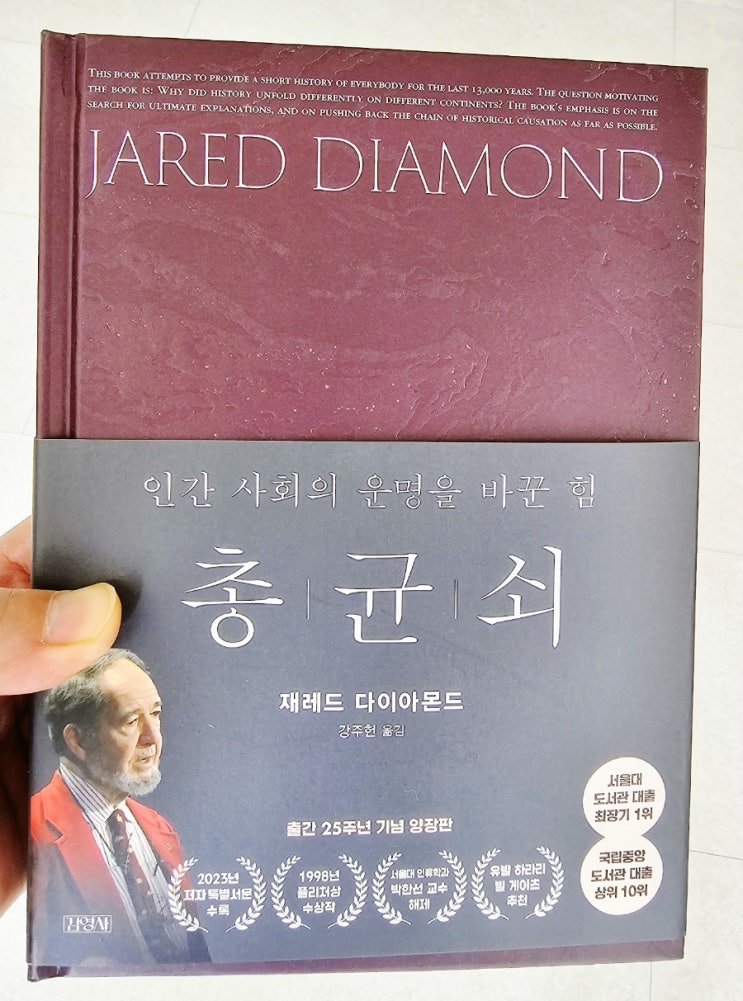 THIS BOOK ATTEMPTS TO PROVIDE A SHORT HISTORY OF EVERYBODY FOR THE LAST 13,000 YEARS. THE QUESTION MOTIVATING
THE BOOK IS: WHY DID HISTORY UNFOLD DIFFERENTLY ON DIFFERENT CONTINENTS? THE BOOK'S EMPHASIS IS ON THE
SEARCH FOR ULTIMATE EXPLANATIONS, AND ON PUSHING BACK THE CHAIN OF HISTORICAL CAUSATION AS FAR AS POSSIBLE.
JARED DIAMOND
인간 사회의 운명을 바꾼 힘
총 | 균 | 쇠
재레드 다이아몬드
강주헌 옮김
출간 25주년 기념 양장판
2023년
저자 특별서문
수록
1998년
퓰리처상
수상작
서울대 인류학과
박한선 교수
해제
유발 하라리
빌 게이츠
추천
서울대
도서관 대출
최장기 1위
국립중앙
도서관 대출
상위 10위
김영사